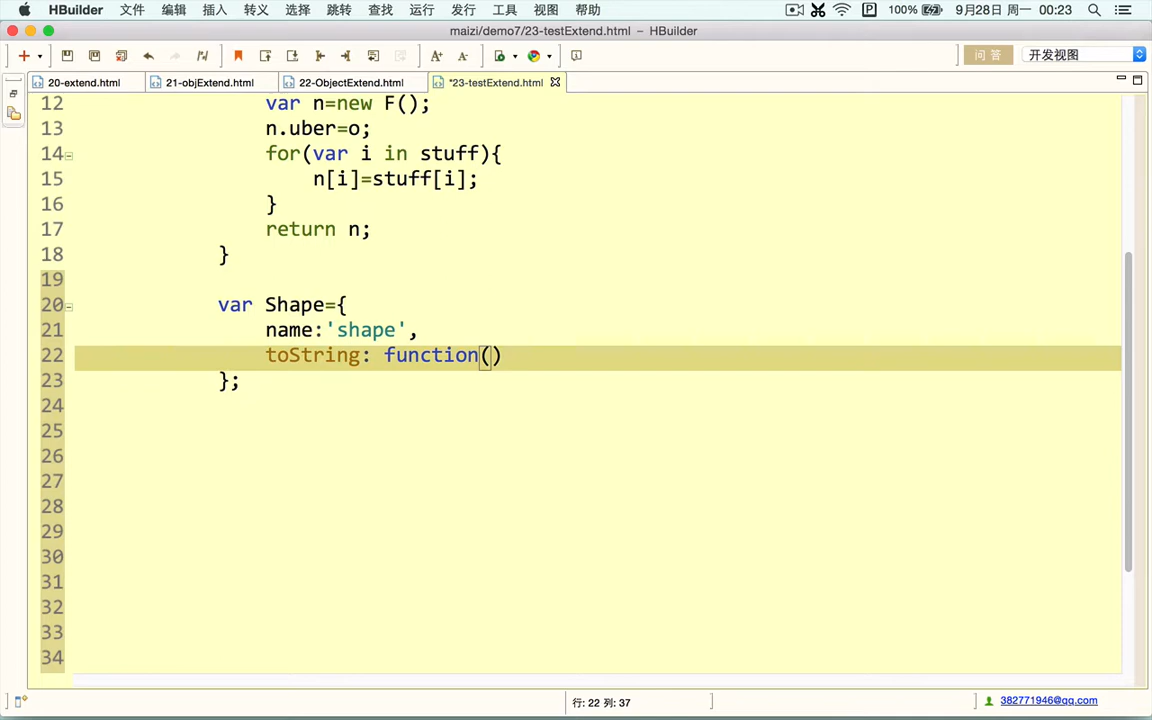 HBuilder 文件 编辑 插入 转义 选择 跳转 查找 运行 发行 工具 视图 帮助 P 100% 9月28日 周一 00:23
maizi/demo7/23-testExtend.html – HBuilder
问 答 开发视图
20-extend.html 21-objExtend.html 22-ObjectExtend.html *23-testExtend.html
12 var n=new F();
13 n.uber=o;
14 for(var i in stuff){
15 n[i]=stuff[i];
16 }
17 return n;
18 }
19
20 var Shape={
21 name:'shape',
22 toString: function()
23 };
24
25
26
27
28
29
30
31
32
33
34
行: 22 列: 37 382771946@qq.com